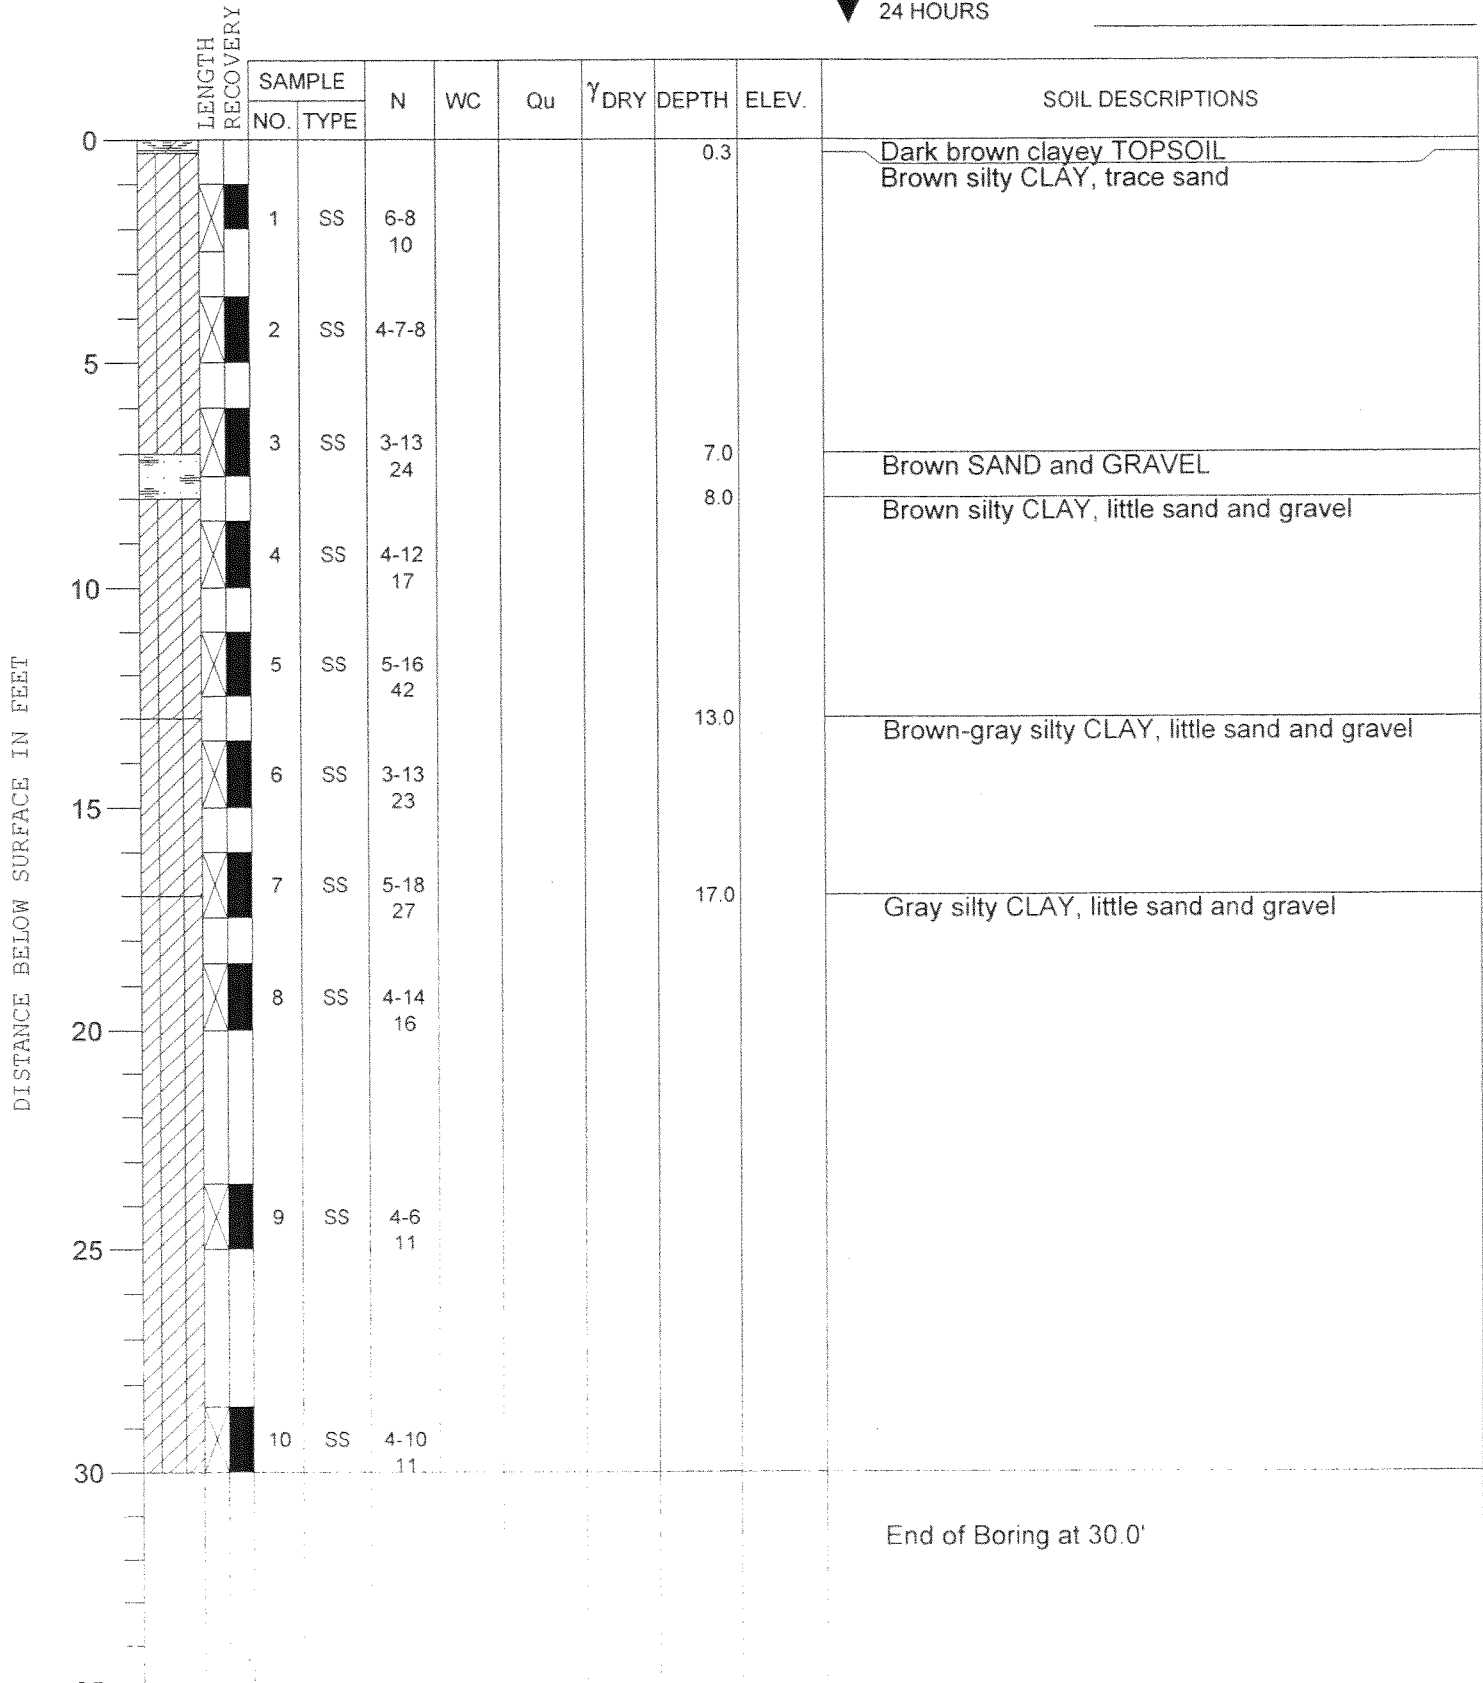 24 HOURS
LENGTH
RECOVERY
SAMPLE
NO. TYPE
N
WC
Qu
γDRY
DEPTH
ELEV.
SOIL DESCRIPTIONS
DISTANCE BELOW SURFACE IN FEET
0
0.3 Dark brown clayey TOPSOIL
Brown silty CLAY, trace sand
1 SS 6-8
10
2 SS 4-7-8
5
3 SS 3-13
24
7.0
Brown SAND and GRAVEL
8.0
Brown silty CLAY, little sand and gravel
4 SS 4-12
17
10
5 SS 5-16
42
13.0
Brown-gray silty CLAY, little sand and gravel
6 SS 3-13
23
15
7 SS 5-18
27
17.0
Gray silty CLAY, little sand and gravel
8 SS 4-14
16
20
9 SS 4-6
11
25
10 SS 4-10
11
30
End of Boring at 30.0'